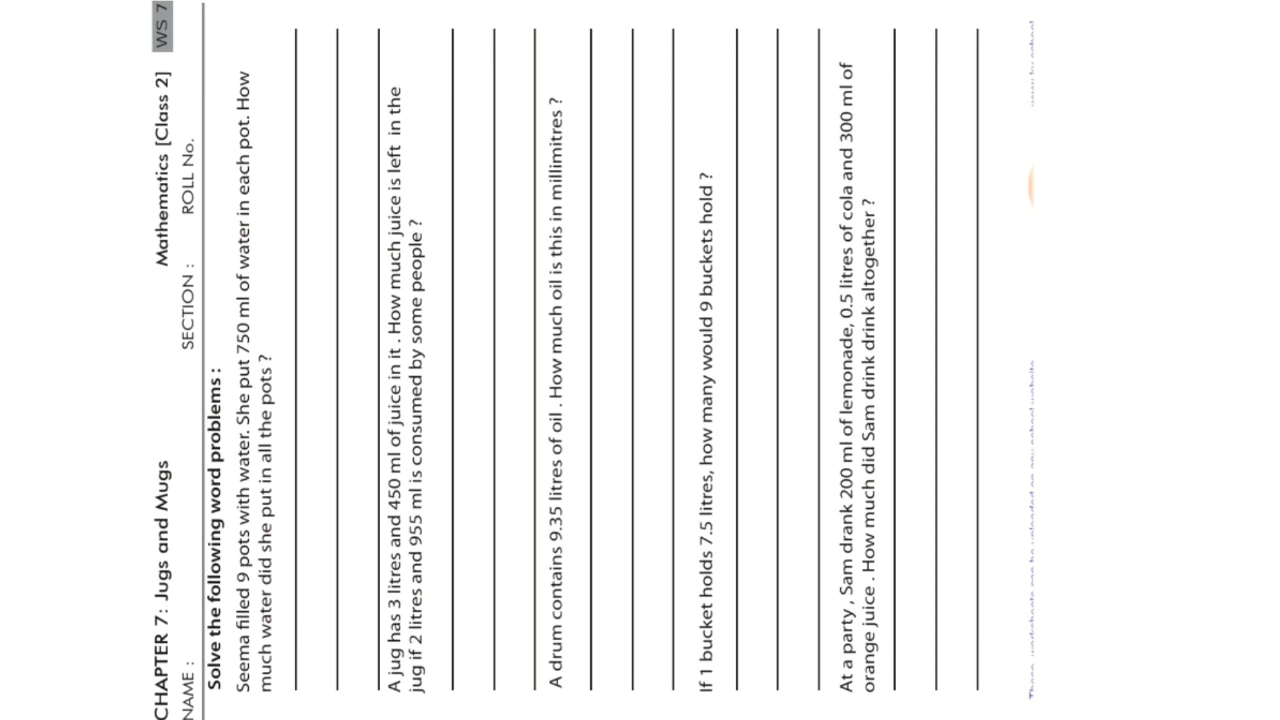 CHAPTER 7: Jugs and Mugs Mathematics [Class 2] WS 7
NAME : SECTION : ROLL No.
Solve the following word problems :
Seema filled 9 pots with water. She put 750 ml of water in each pot. How
much water did she put in all the pots ?
A jug has 3 litres and 450 ml of juice in it . How much juice is left in the
jug if 2 litres and 955 ml is consumed by some people ?
A drum contains 9.35 litres of oil . How much oil is this in millimitres ?
If 1 bucket holds 7.5 litres, how many would 9 buckets hold ?
At a party , Sam drank 200 ml of lemonade, 0.5 litres of cola and 300 ml of
orange juice . How much did Sam drink drink altogether ?